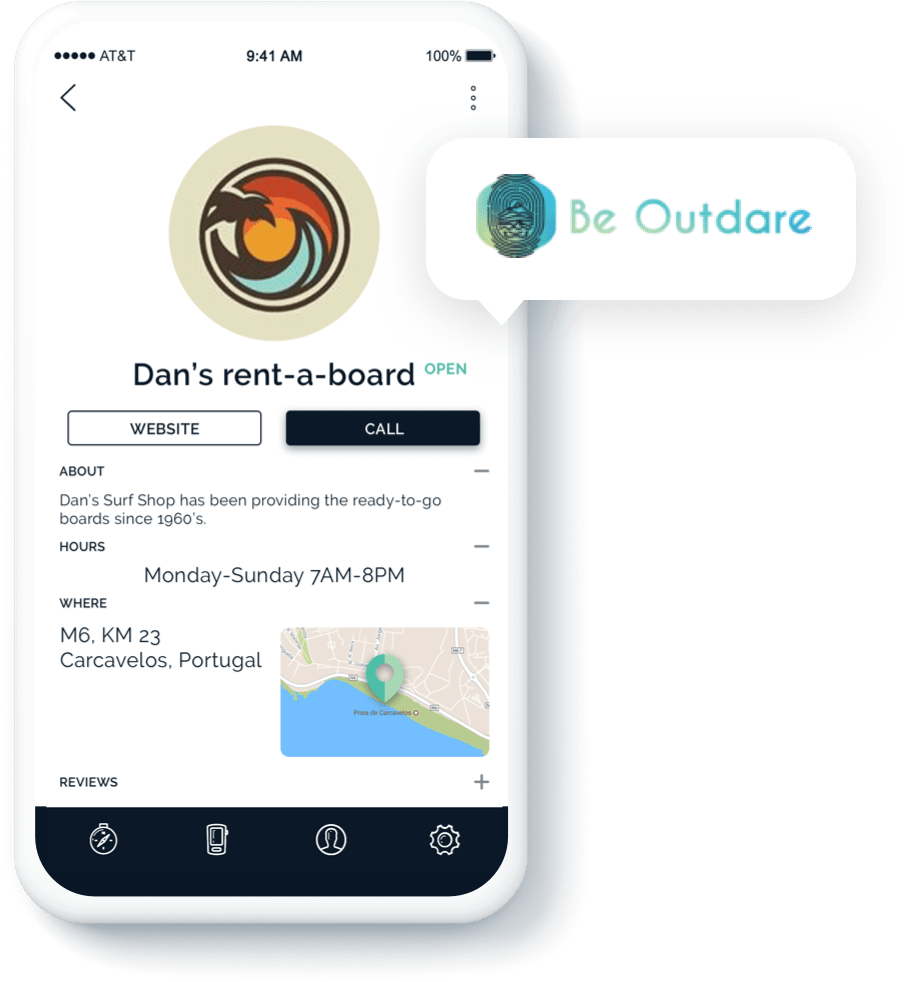 AT&T 9:41 AM 100%
Be Outdare
Dan's rent-a-board OPEN
WEBSITE CALL
ABOUT
Dan's Surf Shop has been providing the ready-to-go
boards since 1960's.
HOURS
Monday-Sunday 7AM-8PM
WHERE
M6, KM 23
Carcavelos, Portugal
Praia de Carcavelos
REVIEWS